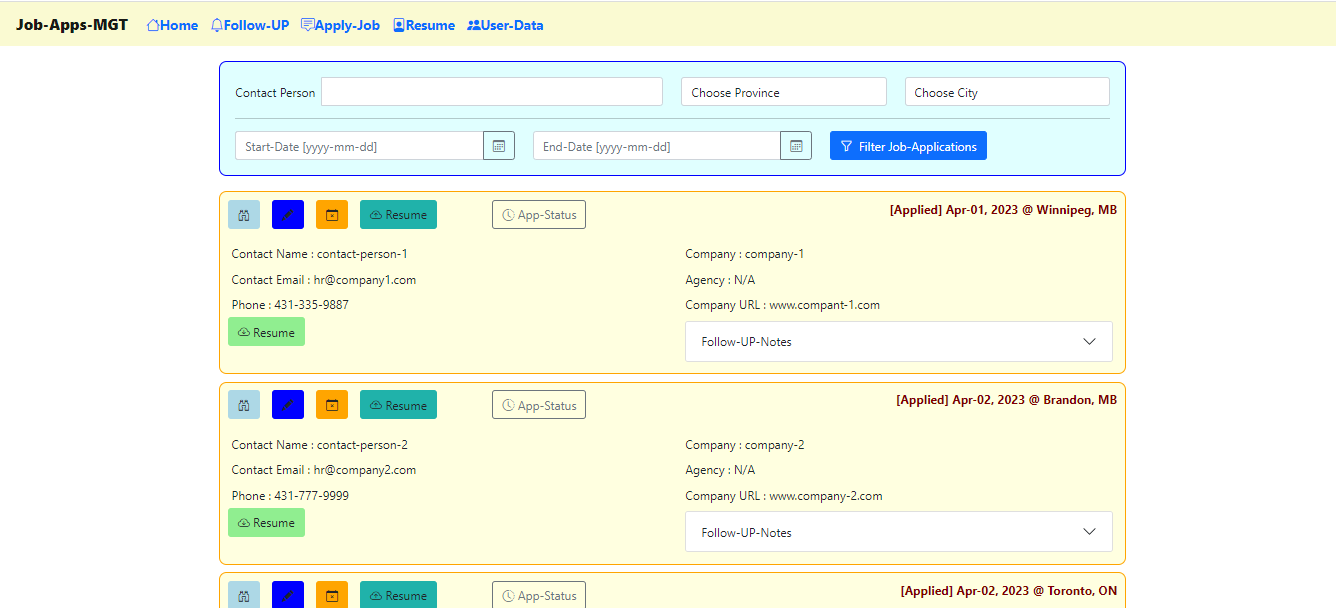 Job-Apps-MGT Home Follow-UP Apply-Job Resume User-Data
Contact Person Choose Province Choose City
Start-Date [yyyy-mm-dd] End-Date [yyyy-mm-dd] Filter Job-Applications
Resume App-Status [Applied] Apr-01, 2023 @ Winnipeg, MB
Contact Name : contact-person-1 Company : company-1
Contact Email : hr@company1.com Agency : N/A
Phone : 431-335-9887 Company URL : www.compant-1.com
Resume Follow-UP-Notes
Resume App-Status [Applied] Apr-02, 2023 @ Brandon, MB
Contact Name : contact-person-2 Company : company-2
Contact Email : hr@company2.com Agency : N/A
Phone : 431-777-9999 Company URL : www.company-2.com
Resume Follow-UP-Notes
Resume App-Status [Applied] Apr-02, 2023 @ Toronto, ON